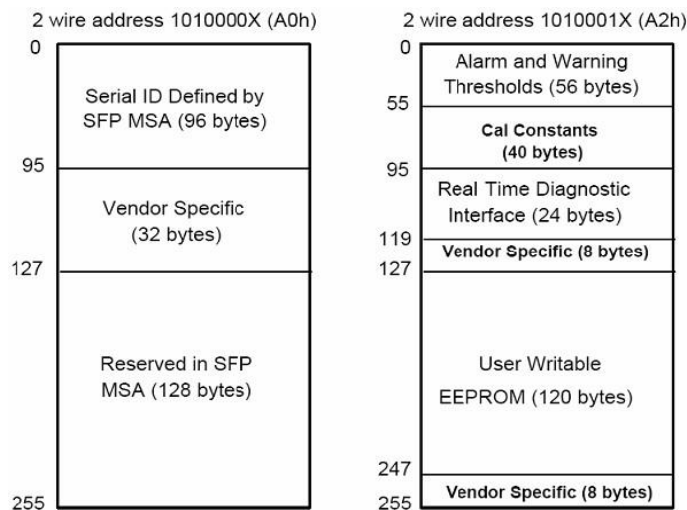 2 wire address 1010000X (A0h)
0
Serial ID Defined by
SFP MSA (96 bytes)
95
Vendor Specific
(32 bytes)
127
Reserved in SFP
MSA (128 bytes)
255
2 wire address 1010001X (A2h)
0
Alarm and Warning
Thresholds (56 bytes)
55
Cal Constants
(40 bytes)
95
Real Time Diagnostic
Interface (24 bytes)
119
Vendor Specific (8 bytes)
127
User Writable
EEPROM (120 bytes)
247
Vendor Specific (8 bytes)
255